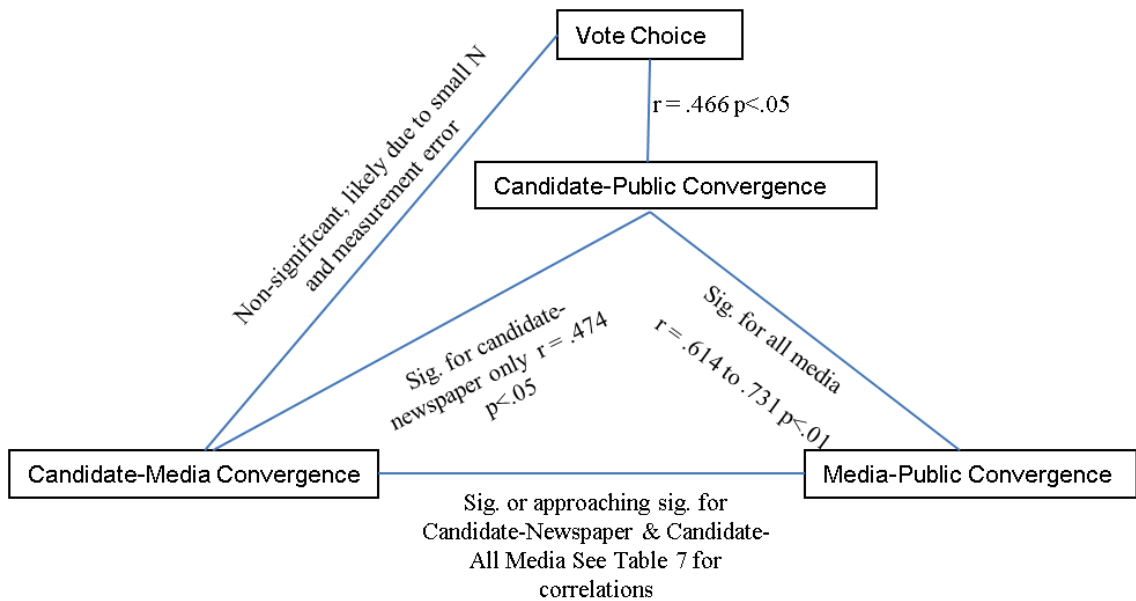 Vote Choice
Non-significant, likely due to small N
and measurement error
r = .466 p<.05
Candidate-Public Convergence
Sig. for candidate-
newspaper only r = .474
p<.05
Sig. for all media
r = .614 to .731 p<.01
Candidate-Media Convergence
Media-Public Convergence
Sig. or approaching sig. for
Candidate-Newspaper & Candidate-
All Media See Table 7 for
correlations